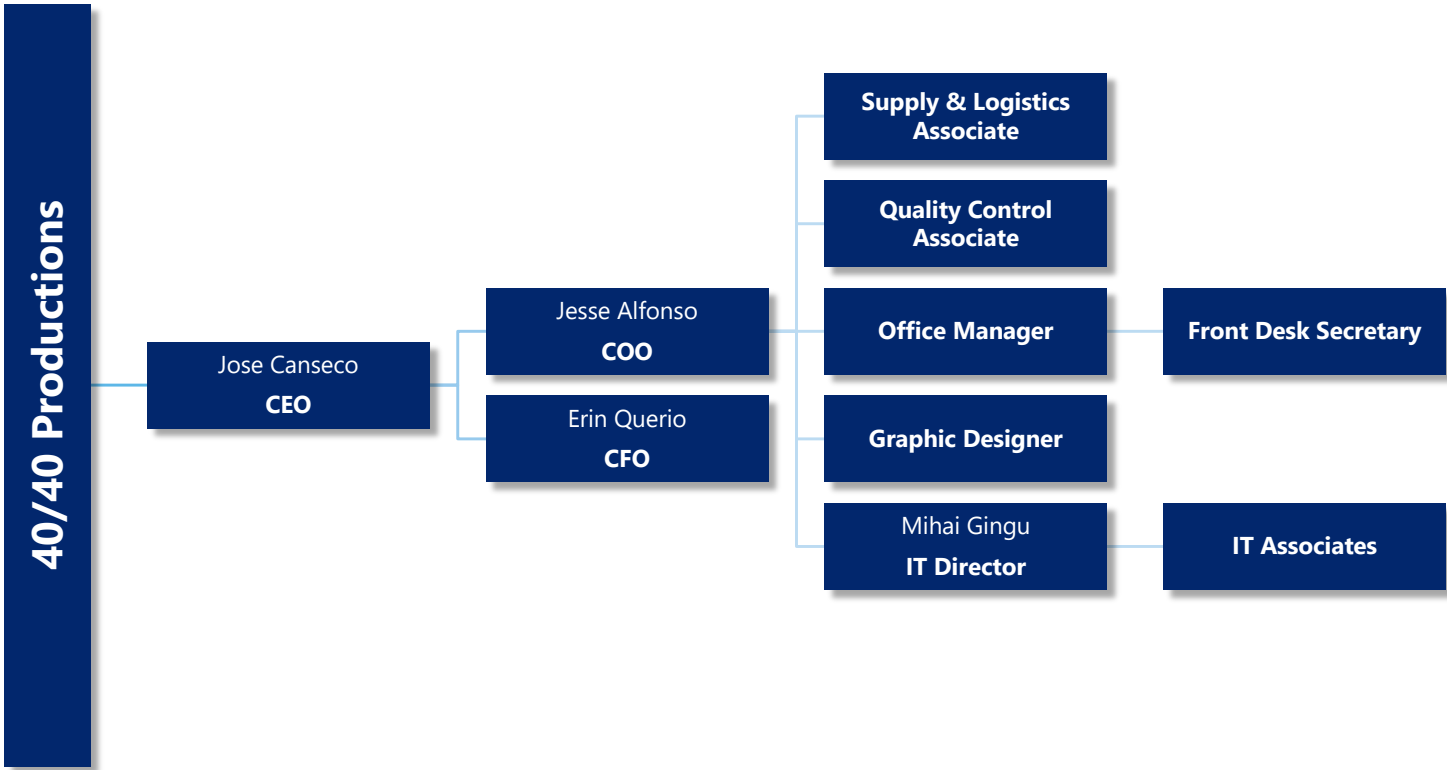 40/40 Productions
Jose Canseco
CEO
Jesse Alfonso
COO
Erin Querio
CFO
Supply & Logistics
Associate
Quality Control
Associate
Office Manager
Front Desk Secretary
Graphic Designer
Mihai Gingu
IT Director
IT Associates